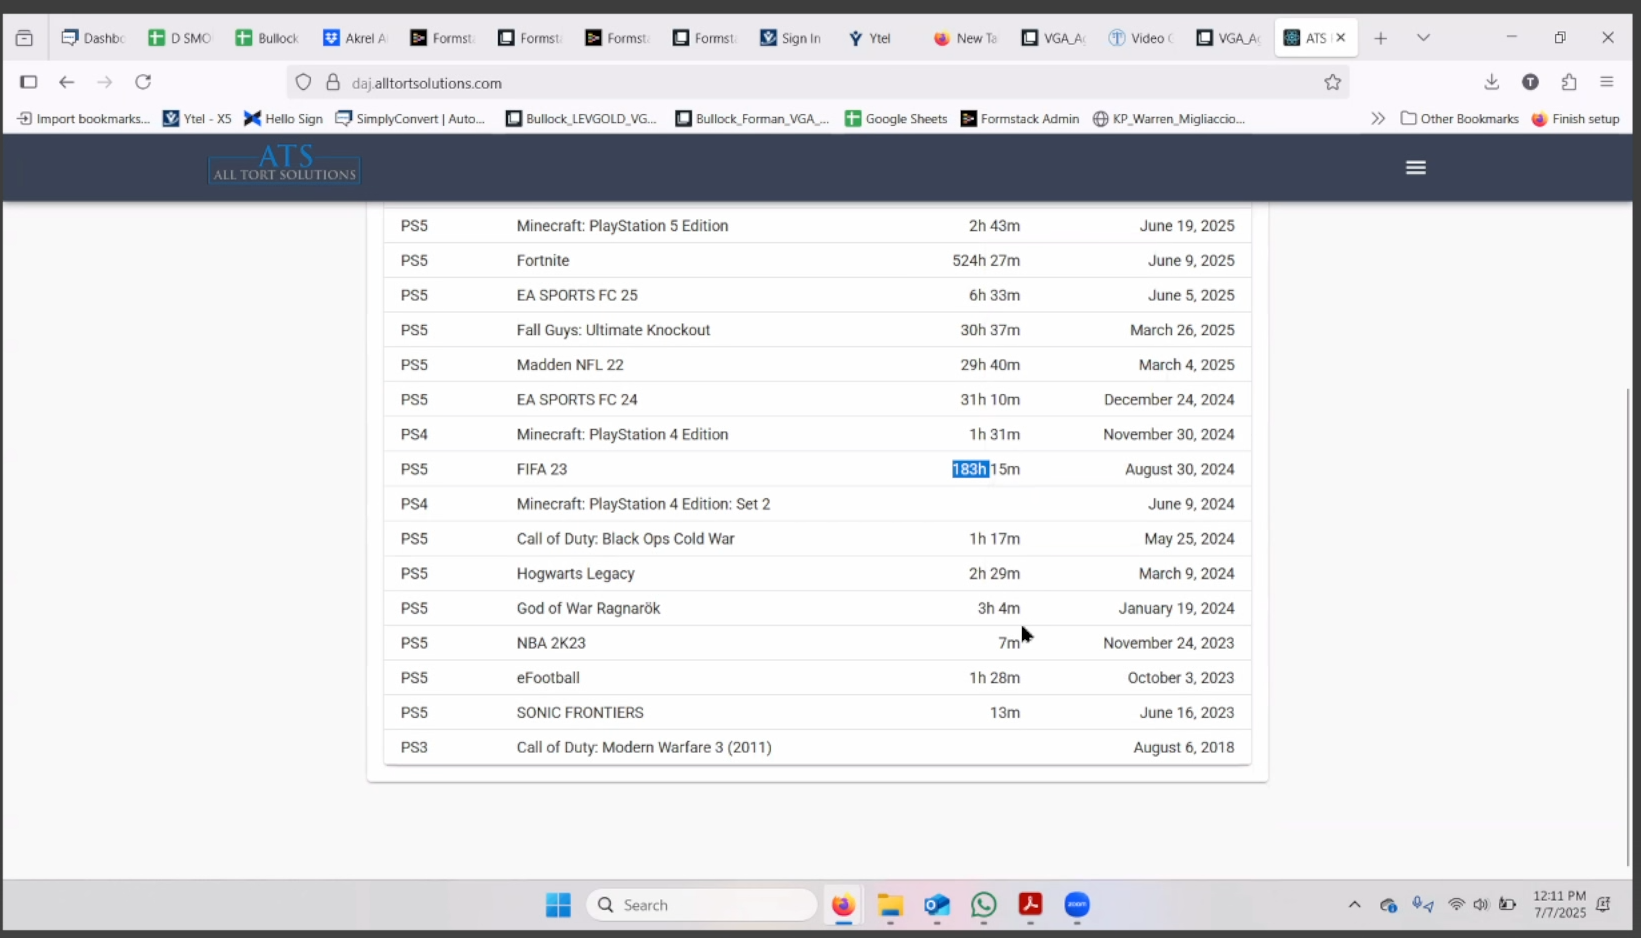 Dashbo
D SMO
Bullock
Akrel A
Formsta
Formsta
Formsta
Formsta
Sign In
Ytel
New Ta
VGA_A
Video G
VGA_A
ATS
daj.alltortsolutions.com
T
Import bookmarks...
Ytel - X5
Hello Sign
SimplyConvert | Auto...
Bullock_LEVGOLD_VG...
Bullock_Forman_VGA_...
Google Sheets
Formstack Admin
KP_Warren_Migliaccio...
Other Bookmarks
Finish setup
ATS
ALL TORT SOLUTIONS
PS5 Minecraft: PlayStation 5 Edition 2h 43m June 19, 2025
PS5 Fortnite 524h 27m June 9, 2025
PS5 EA SPORTS FC 25 6h 33m June 5, 2025
PS5 Fall Guys: Ultimate Knockout 30h 37m March 26, 2025
PS5 Madden NFL 22 29h 40m March 4, 2025
PS5 EA SPORTS FC 24 31h 10m December 24, 2024
PS4 Minecraft: PlayStation 4 Edition 1h 31m November 30, 2024
PS5 FIFA 23 183h 15m August 30, 2024
PS4 Minecraft: PlayStation 4 Edition: Set 2 June 9, 2024
PS5 Call of Duty: Black Ops Cold War 1h 17m May 25, 2024
PS5 Hogwarts Legacy 2h 29m March 9, 2024
PS5 God of War Ragnarök 3h 4m January 19, 2024
PS5 NBA 2K23 7m November 24, 2023
PS5 eFootball 1h 28m October 3, 2023
PS5 SONIC FRONTIERS 13m June 16, 2023
PS3 Call of Duty: Modern Warfare 3 (2011) August 6, 2018
Search
zoom
12:11 PM
7/7/2025